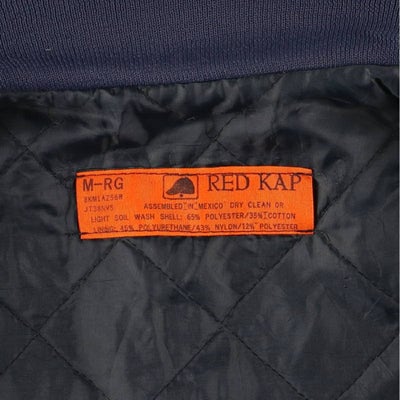 M-RG
RED KAP
JT38NV5
ASSEMBLED IN MEXICO DRY CLEAN OR
LIGHT SOIL WASH SHELL: 65% POLYESTER/35% COTTON
LINING: 45% POLYURETHANE/43% NYLON/12% POLYESTER